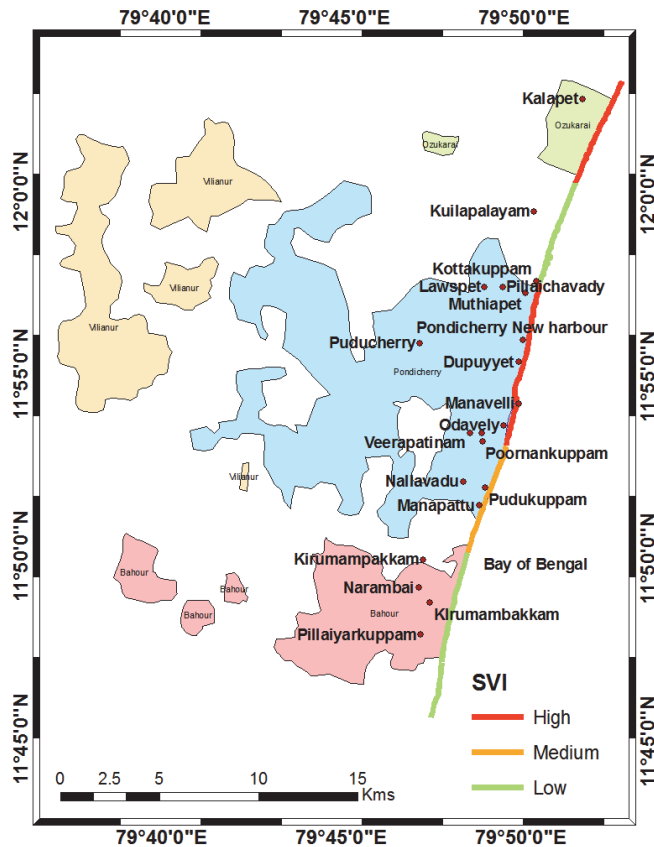 79°40'0"E 79°45'0"E 79°50'0"E
Kalapet
Ozukarai
Ozukarai
12°0'0"N
12°0'0"N
Vilianur
Kuilapalayam
Kottakuppam
Lawspet
Pillaichavady
Vilianur
Muthiapet
Pondicherry New harbour
Vilianur
Puducherry
11°55'0"N
11°55'0"N
Dupuyyet
Pondicherry
Manavelli
Odavely
Veerapatinam
Poornankuppam
Vilianur
Nallavadu
Pudukuppam
Manapattu
Kirumampakkam
Bay of Bengal
11°50'0"N
11°50'0"N
Bahour
Narambai
Bahour
Bahour
Bahour
KIrumambakkam
Pillaiyarkuppam
SVI
High
11°45'0"N
11°45'0"N
Medium
Low
0 2.5 5 10 15
Kms
79°40'0"E 79°45'0"E 79°50'0"E